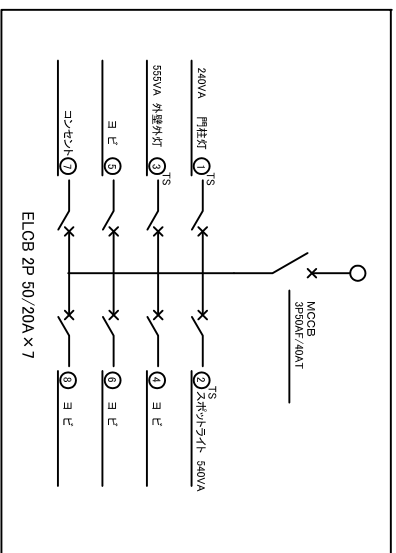 MCCB
3P50AF/40AT
240VA 門柱灯 ① TS
TS ② スポットライト 540VA
555VA 外壁外灯 ③ TS
④ ヨビ
ヨビ ⑤
⑥ ヨビ
コンセント ⑦
⑧ ヨビ
ELCB 2P 50/20A×7